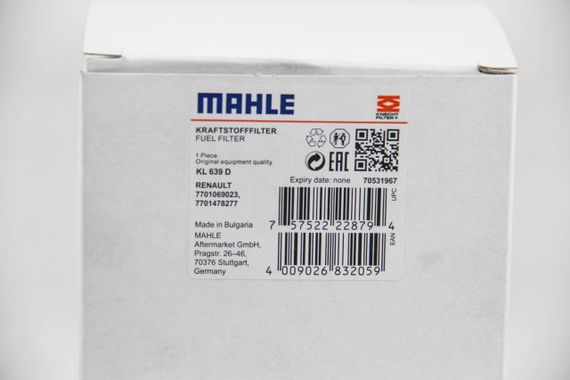 MAHLE
KNECHT
FILTER
KRAFTSTOFFFILTER
FUEL FILTER
1 Piece
Original equipment quality
KL 639 D
EAC
Expiry date: none 70531967
RENAULT
7701069023,
7701478277
UPC
7 57522 22879 4
Made in Bulgaria
MAHLE
Aftermarket GmbH,
Pragstr. 26–46,
70376 Stuttgart,
Germany
EAN
4 009026 832059